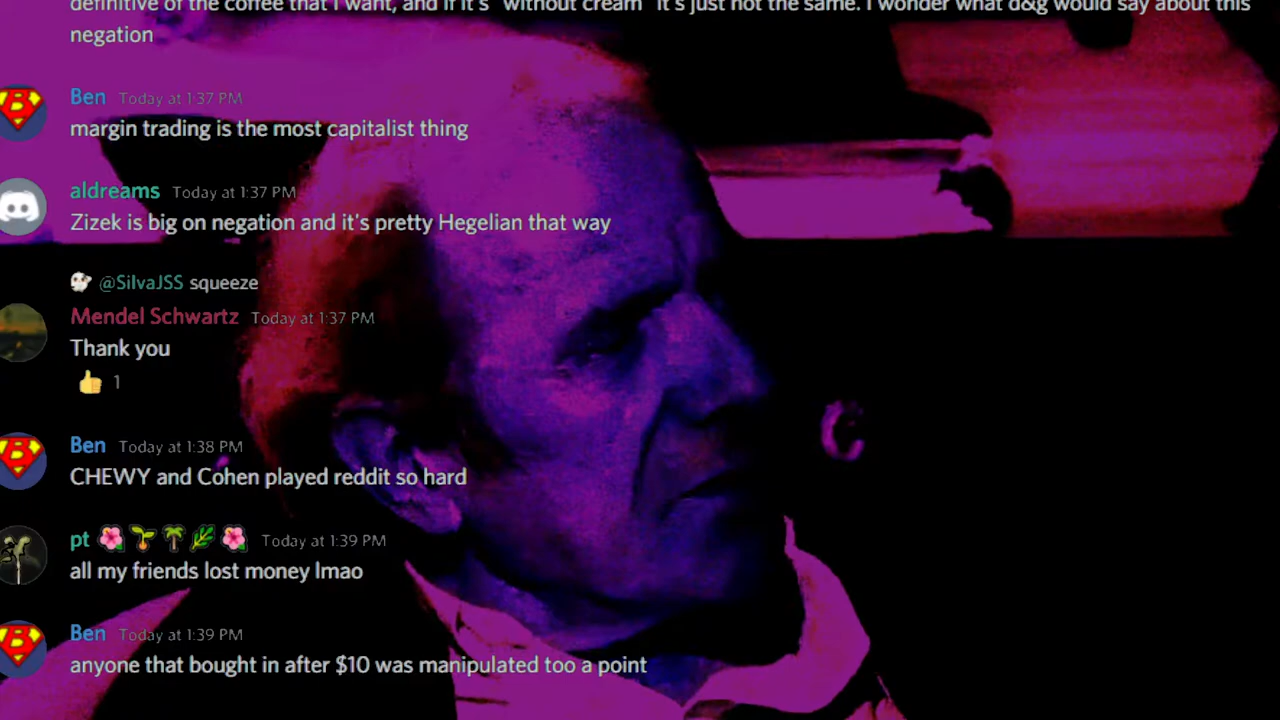 definitive of the coffee that I want, and if it's "without cream" it's just not the same. I wonder what d&g would say about this
negation
Ben Today at 1:37 PM
margin trading is the most capitalist thing
aldreams Today at 1:37 PM
Zizek is big on negation and it's pretty Hegelian that way
@SilvaJSS squeeze
Mendel Schwartz Today at 1:37 PM
Thank you
👍 1
Ben Today at 1:38 PM
CHEWY and Cohen played reddit so hard
pt 🌺🌱🌴🌿🌺 Today at 1:39 PM
all my friends lost money lmao
Ben Today at 1:39 PM
anyone that bought in after $10 was manipulated too a point